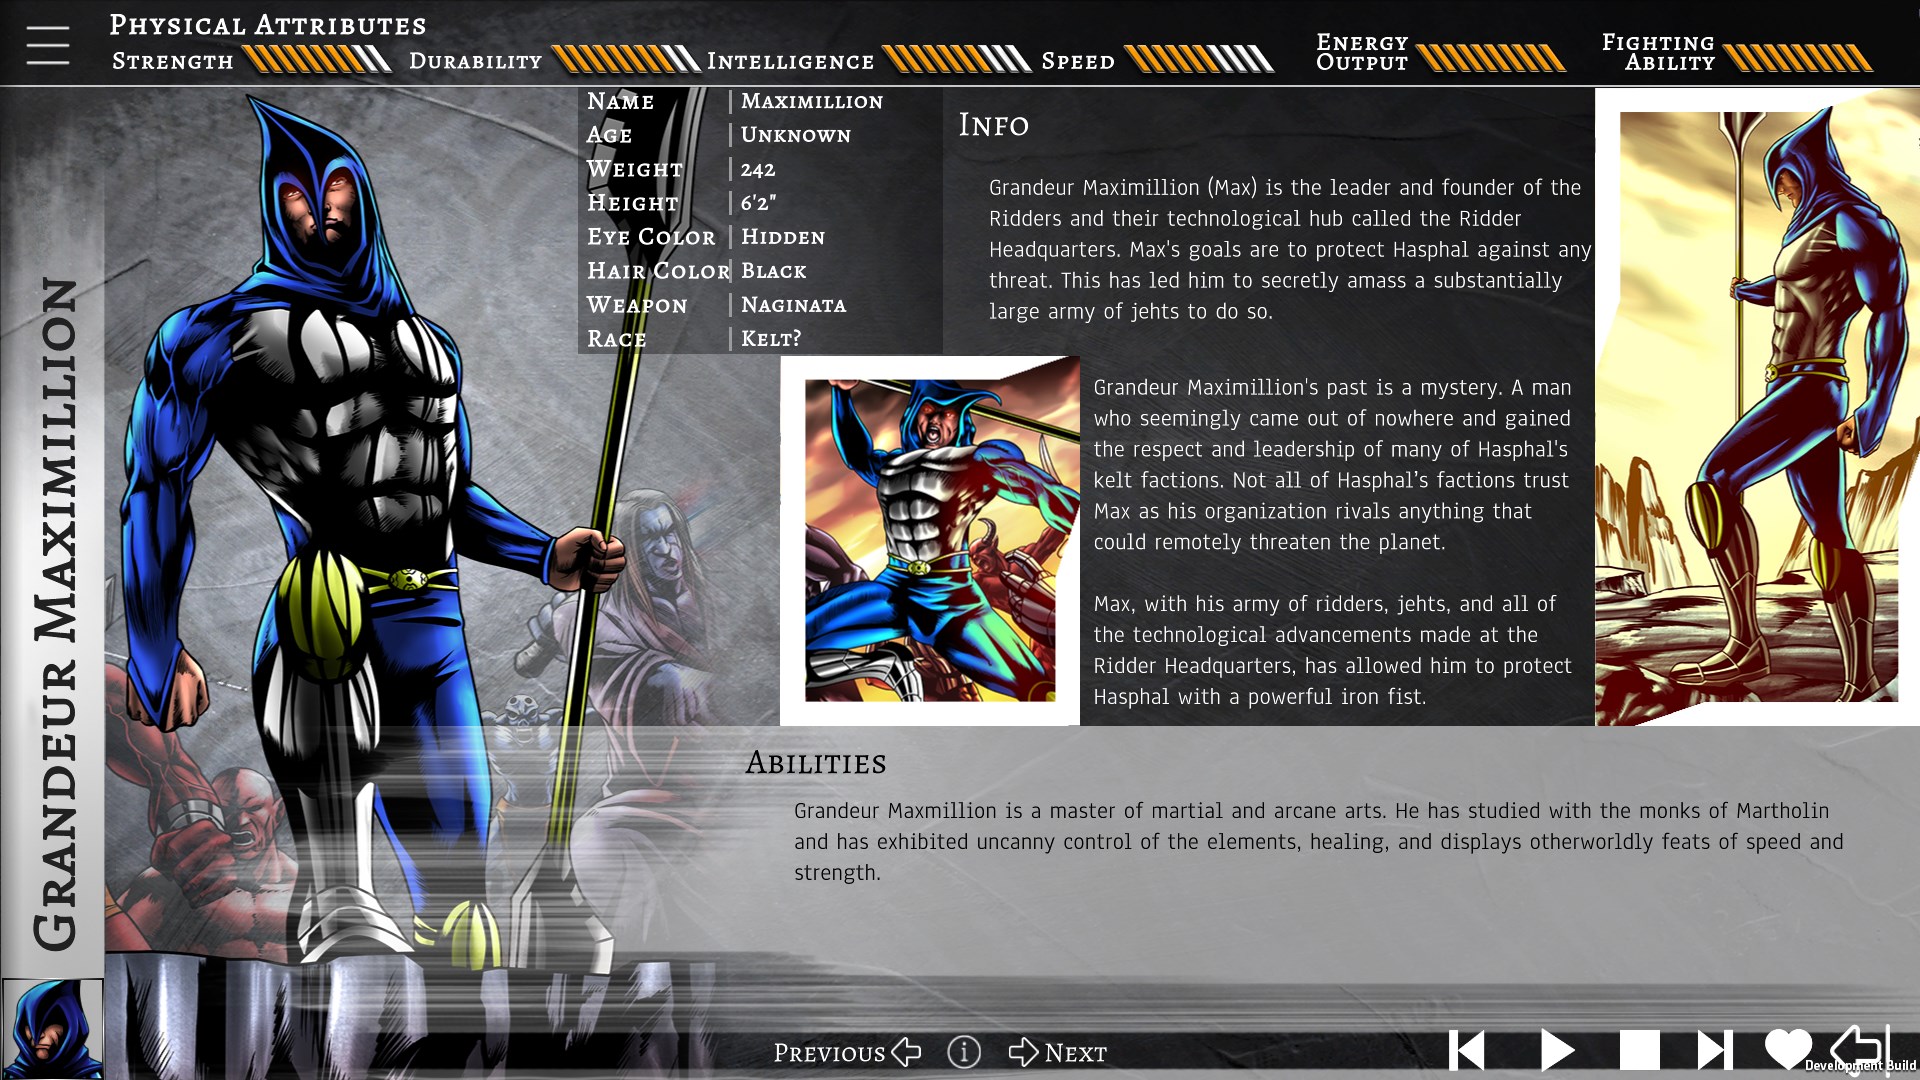 Physical Attributes
Strength
Durability
Intelligence
Speed
Energy
Output
Fighting
Ability
Name | Maximillion
Age | Unknown
Weight | 242
Height | 6'2"
Eye Color | Hidden
Hair Color | Black
Weapon | Naginata
Race | Kelt?
Info
Grandeur Maximillion (Max) is the leader and founder of the
Ridders and their technological hub called the Ridder
Headquarters. Max's goals are to protect Hasphal against any
threat. This has led him to secretly amass a substantially
large army of jehts to do so.
Grandeur Maximillion's past is a mystery. A man
who seemingly came out of nowhere and gained
the respect and leadership of many of Hasphal's
kelt factions. Not all of Hasphal's factions trust
Max as his organization rivals anything that
could remotely threaten the planet.
Max, with his army of ridders, jehts, and all of
the technological advancements made at the
Ridder Headquarters, has allowed him to protect
Hasphal with a powerful iron fist.
Grandeur Maximillion
Abilities
Grandeur Maxmillion is a master of martial and arcane arts. He has studied with the monks of Martholin
and has exhibited uncanny control of the elements, healing, and displays otherworldly feats of speed and
strength.
Previous
Next
Development Build